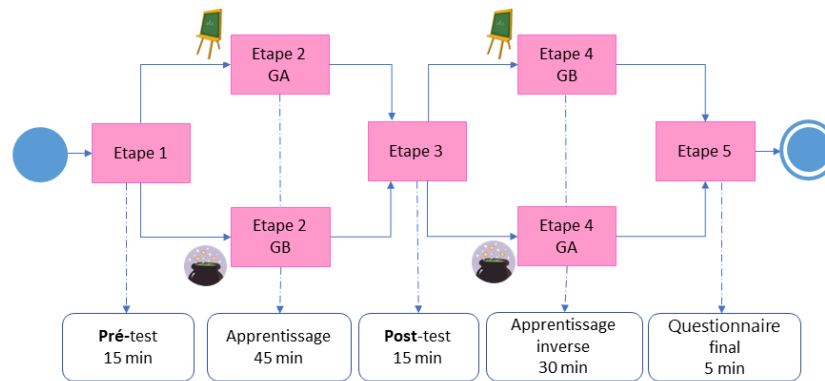 Etape 1
Etape 2
GA
Etape 2
GB
Etape 3
Etape 4
GB
Etape 4
GA
Etape 5
Pré-test
15 min
Apprentissage
45 min
Post-test
15 min
Apprentissage
inverse
30 min
Questionnaire
final
5 min